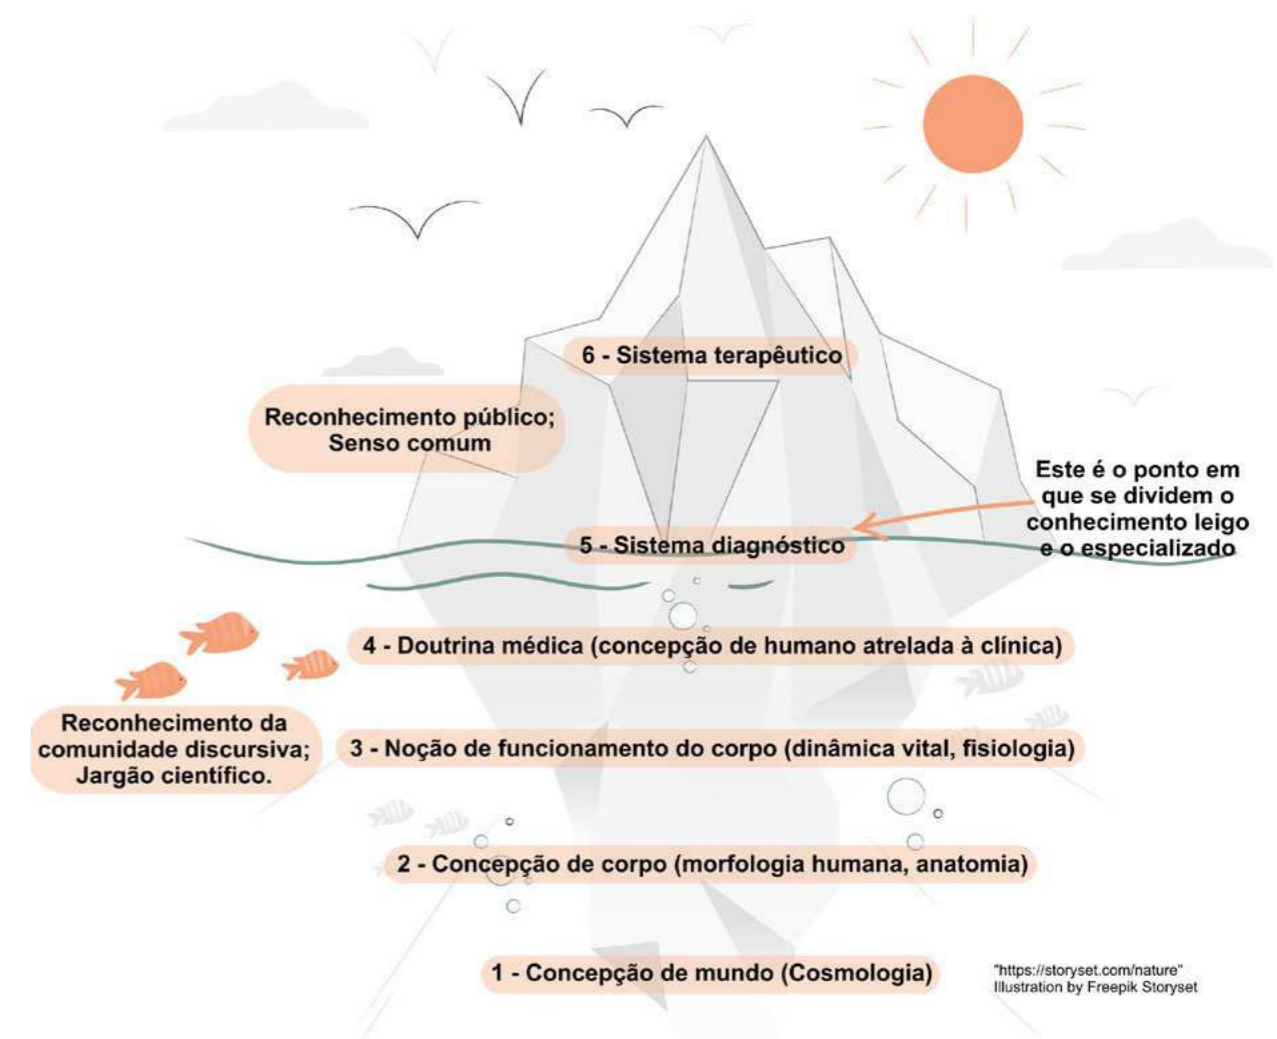 6 - Sistema terapêutico
Reconhecimento público;
Senso comum
Este é o ponto em
que se dividem o
conhecimento leigo
e o especializado
5 - Sistema diagnóstico
4 - Doutrina médica (concepção de humano atrelada à clínica)
Reconhecimento da
comunidade discursiva;
Jargão científico.
3 - Noção de funcionamento do corpo (dinâmica vital, fisiologia)
2 - Concepção de corpo (morfologia humana, anatomia)
1 - Concepção de mundo (Cosmologia)
"https://storyset.com/nature"
Illustration by Freepik Storyset